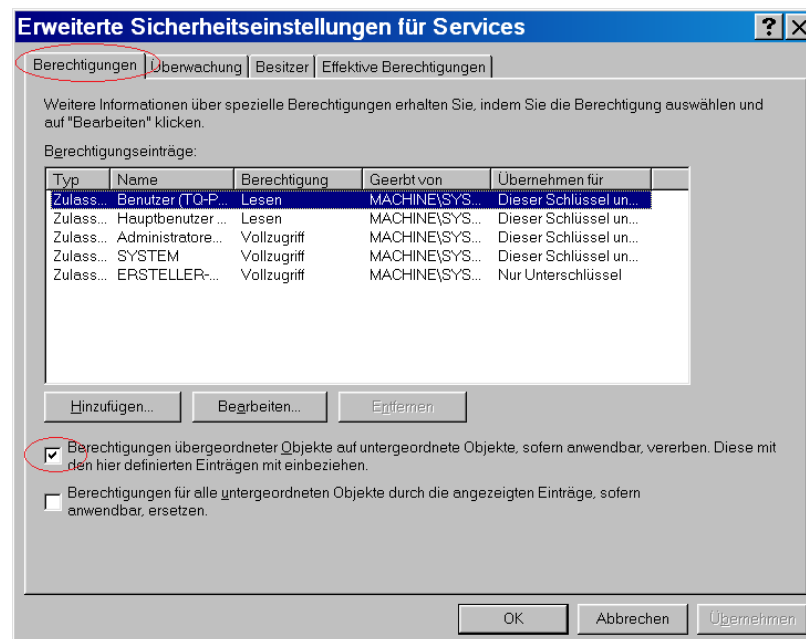 Erweiterte Sicherheitseinstellungen für Services
Berechtigungen Überwachung Besitzer Effektive Berechtigungen
Weitere Informationen über spezielle Berechtigungen erhalten Sie, indem Sie die Berechtigung auswählen und
auf "Bearbeiten" klicken.
Berechtigungseinträge:
Typ Name Berechtigung Geerbt von Übernehmen für
Zulass... Benutzer (TQ-P... Lesen MACHINE\SYS... Dieser Schlüssel un...
Zulass... Hauptbenutzer ... Lesen MACHINE\SYS... Dieser Schlüssel un...
Zulass... Administratore... Vollzugriff MACHINE\SYS... Dieser Schlüssel un...
Zulass... SYSTEM Vollzugriff MACHINE\SYS... Dieser Schlüssel un...
Zulass... ERSTELLER-... Vollzugriff MACHINE\SYS... Nur Unterschlüssel
Hinzufügen... Bearbeiten... Entfernen
Berechtigungen übergeordneter Objekte auf untergeordnete Objekte, sofern anwendbar, vererben. Diese mit
den hier definierten Einträgen mit einbeziehen.
Berechtigungen für alle untergeordneten Objekte durch die angezeigten Einträge, sofern
anwendbar, ersetzen.
OK Abbrechen Übernehmen